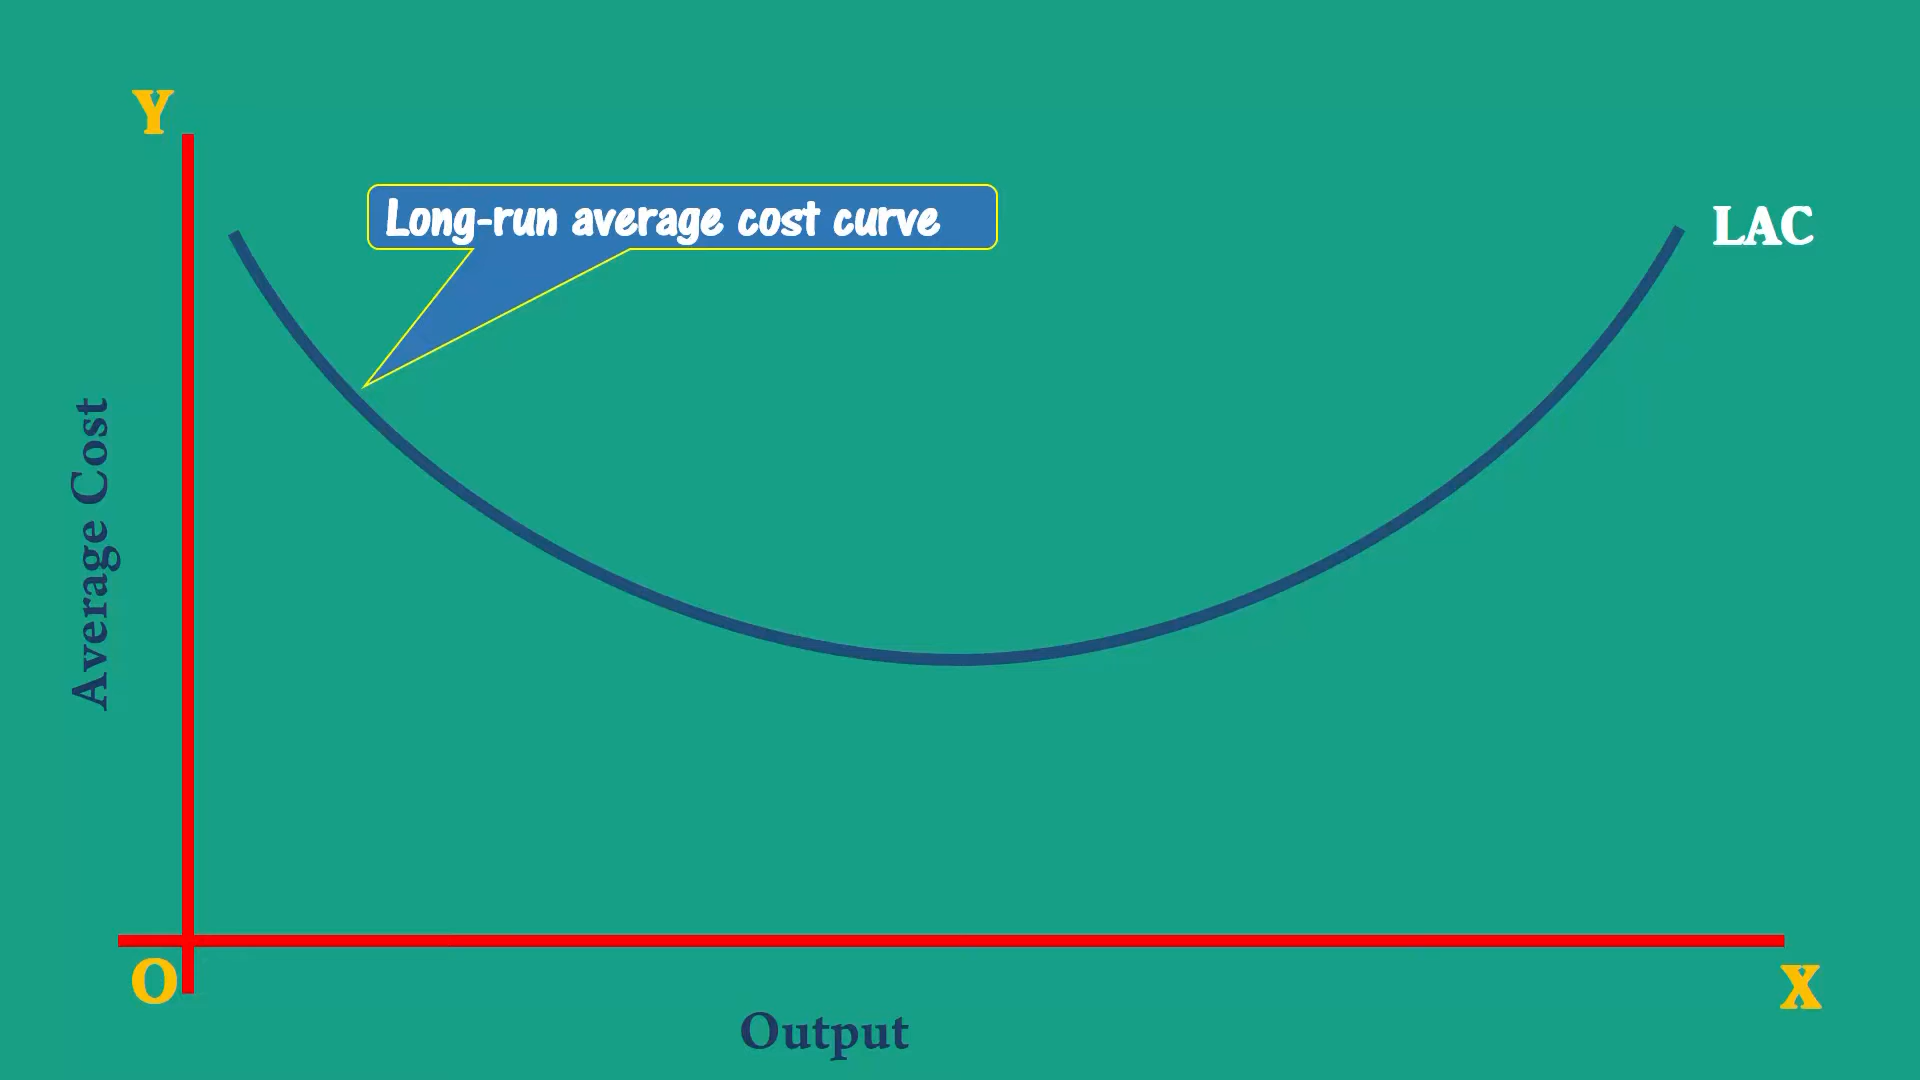 Y
Long-run average cost curve
LAC
Average Cost
O
X
Output